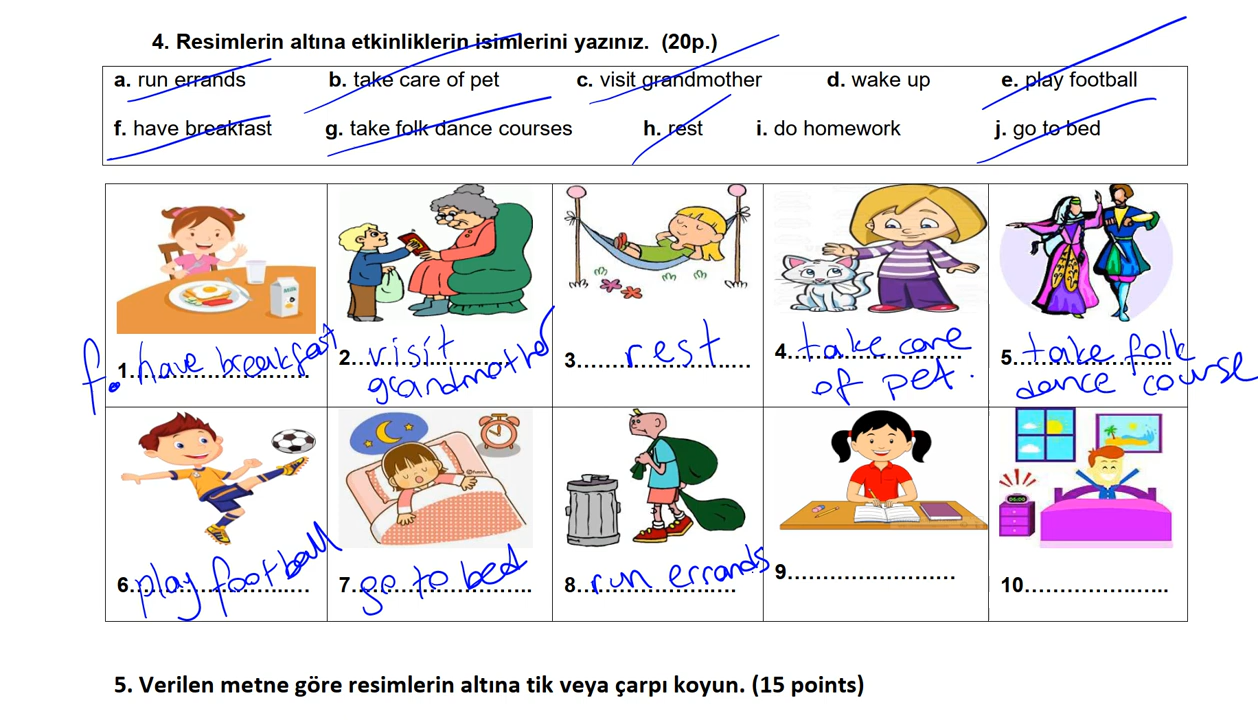 4. Resimlerin altına etkinliklerin isimlerini yazınız. (20p.)
a. run errands b. take care of pet c. visit grandmother d. wake up e. play football
f. have breakfast g. take folk dance courses h. rest i. do homework j. go to bed
f. 1. have breakfast 2. visit grandmother 3. rest 4. take care of pet. 5. take folk dance course
6. play football 7. go to bed 8. run errands 9........................ 10........................
5. Verilen metne göre resimlerin altına tik veya çarpı koyun. (15 points)